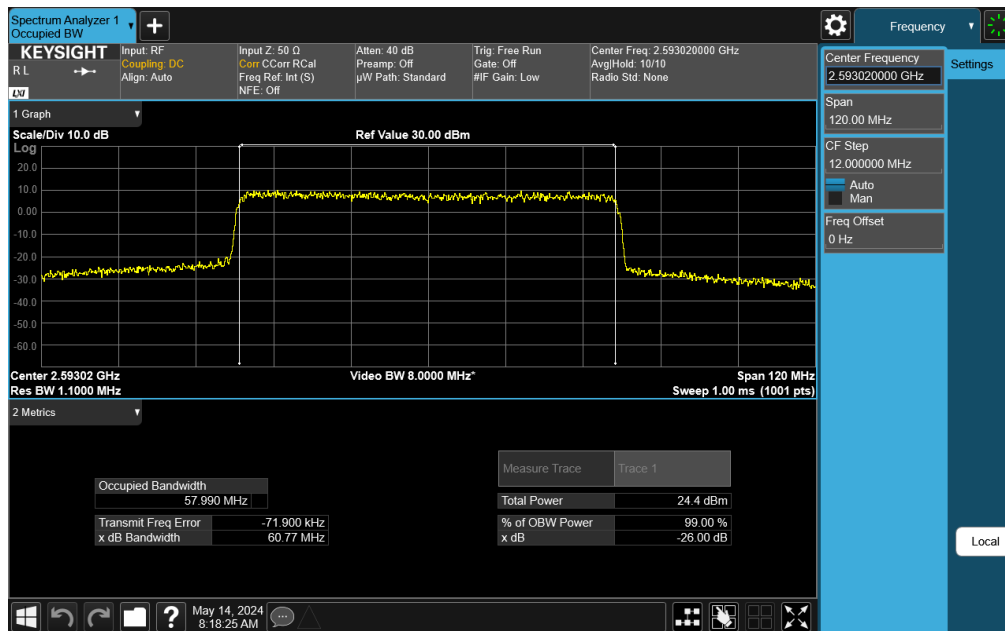 Spectrum Analyzer 1
Occupied BW
Frequency
KEYSIGHT
R L
LXI
Input: RF
Coupling: DC
Align: Auto
Input Z: 50 Ω
Corr CCorr RCal
Freq Ref: Int (S)
NFE: Off
Atten: 40 dB
Preamp: Off
µW Path: Standard
Trig: Free Run
Gate: Off
#IF Gain: Low
Center Freq: 2.593020000 GHz
Avg|Hold: 10/10
Radio Std: None
Center Frequency
2.593020000 GHz
Settings
Span
120.00 MHz
CF Step
12.000000 MHz
Auto
Man
Freq Offset
0 Hz
Local
1 Graph
Scale/Div 10.0 dB
Ref Value 30.00 dBm
Log
20.0
10.0
0.00
-10.0
-20.0
-30.0
-40.0
-50.0
-60.0
Center 2.59302 GHz
Video BW 8.0000 MHz*
Span 120 MHz
Res BW 1.1000 MHz
Sweep 1.00 ms (1001 pts)
2 Metrics
Measure Trace Trace 1
Occupied Bandwidth
57.990 MHz
Total Power 24.4 dBm
Transmit Freq Error -71.900 kHz
% of OBW Power 99.00 %
x dB Bandwidth 60.77 MHz
x dB -26.00 dB
?
May 14, 2024
8:18:25 AM